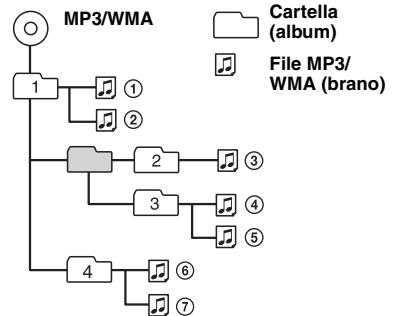 MP3/WMA
Cartella
(album)
File MP3/
WMA (brano)
1
①
②
2
③
3
④
⑤
4
⑥
⑦